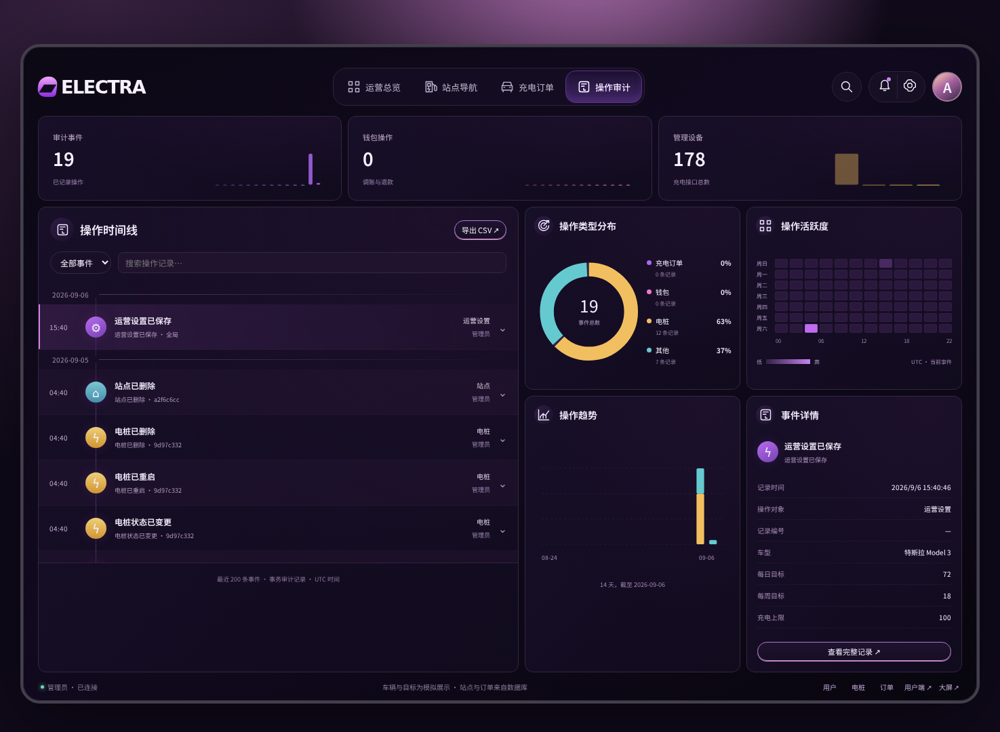 ELECTRA
运营总览
站点导航
充电订单
操作审计
A
审计事件
19
已记录操作
钱包操作
0
调账与退款
管理设备
178
充电接口总数
操作时间线
导出 CSV ↗
全部事件
搜索操作记录…
2026-09-06
15:40
运营设置已保存
运营设置已保存 · 全局
运营设置
管理员
2026-09-05
04:40
站点已删除
站点已删除 · a2f6c6cc
站点
管理员
04:40
电桩已删除
电桩已删除 · 9d97c332
电桩
管理员
04:40
电桩已重启
电桩已重启 · 9d97c332
电桩
管理员
04:40
电桩状态已变更
电桩状态已变更 · 9d97c332
电桩
管理员
最近 200 条事件 · 事务审计记录 · UTC 时间
操作类型分布
19
事件总数
充电订单 0%
0 条记录
钱包 0%
0 条记录
电桩 63%
12 条记录
其他 37%
7 条记录
操作活跃度
周日
周一
周二
周三
周四
周五
周六
00 06 12 18 22
低 高
UTC · 当前事件
操作趋势
08-24 09-06
14 天，截至 2026-09-06
事件详情
运营设置已保存
运营设置已保存
记录时间 2026/9/6 15:40:46
操作对象 运营设置
记录编号 —
车型 特斯拉 Model 3
每日目标 72
每周目标 18
充电上限 100
查看完整记录 ↗
管理员 · 已连接
车辆与目标为模拟展示 · 站点与订单来自数据库
用户 电桩 订单 用户端 ↗ 大屏 ↗